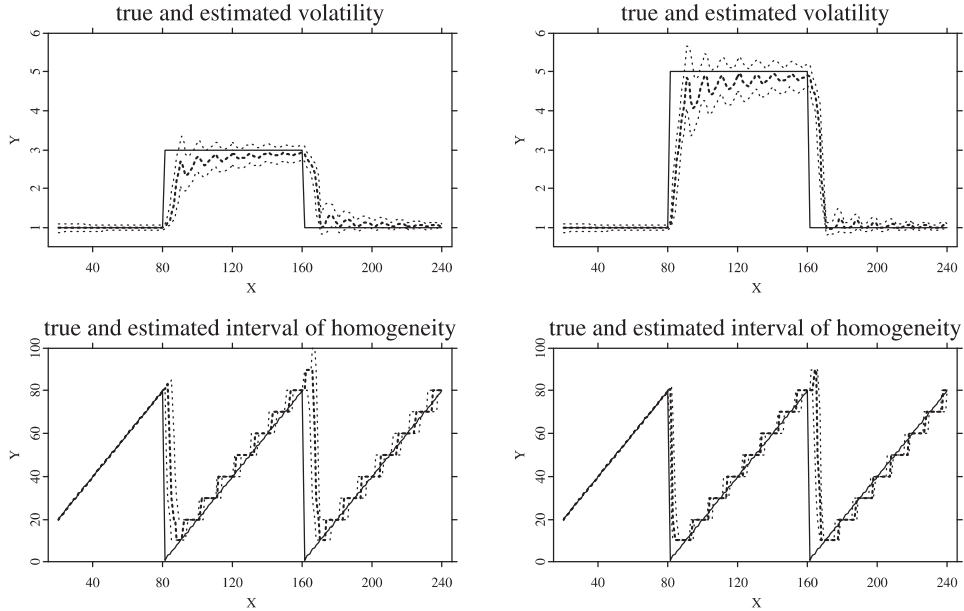 true and estimated volatility
true and estimated volatility
Y
1 2 3 4 5 6
40 80 120 160 200 240
X
Y
1 2 3 4 5 6
40 80 120 160 200 240
X
true and estimated interval of homogeneity
true and estimated interval of homogeneity
Y
0 20 40 60 80 100
40 80 120 160 200 240
X
Y
0 20 40 60 80 100
40 80 120 160 200 240
X